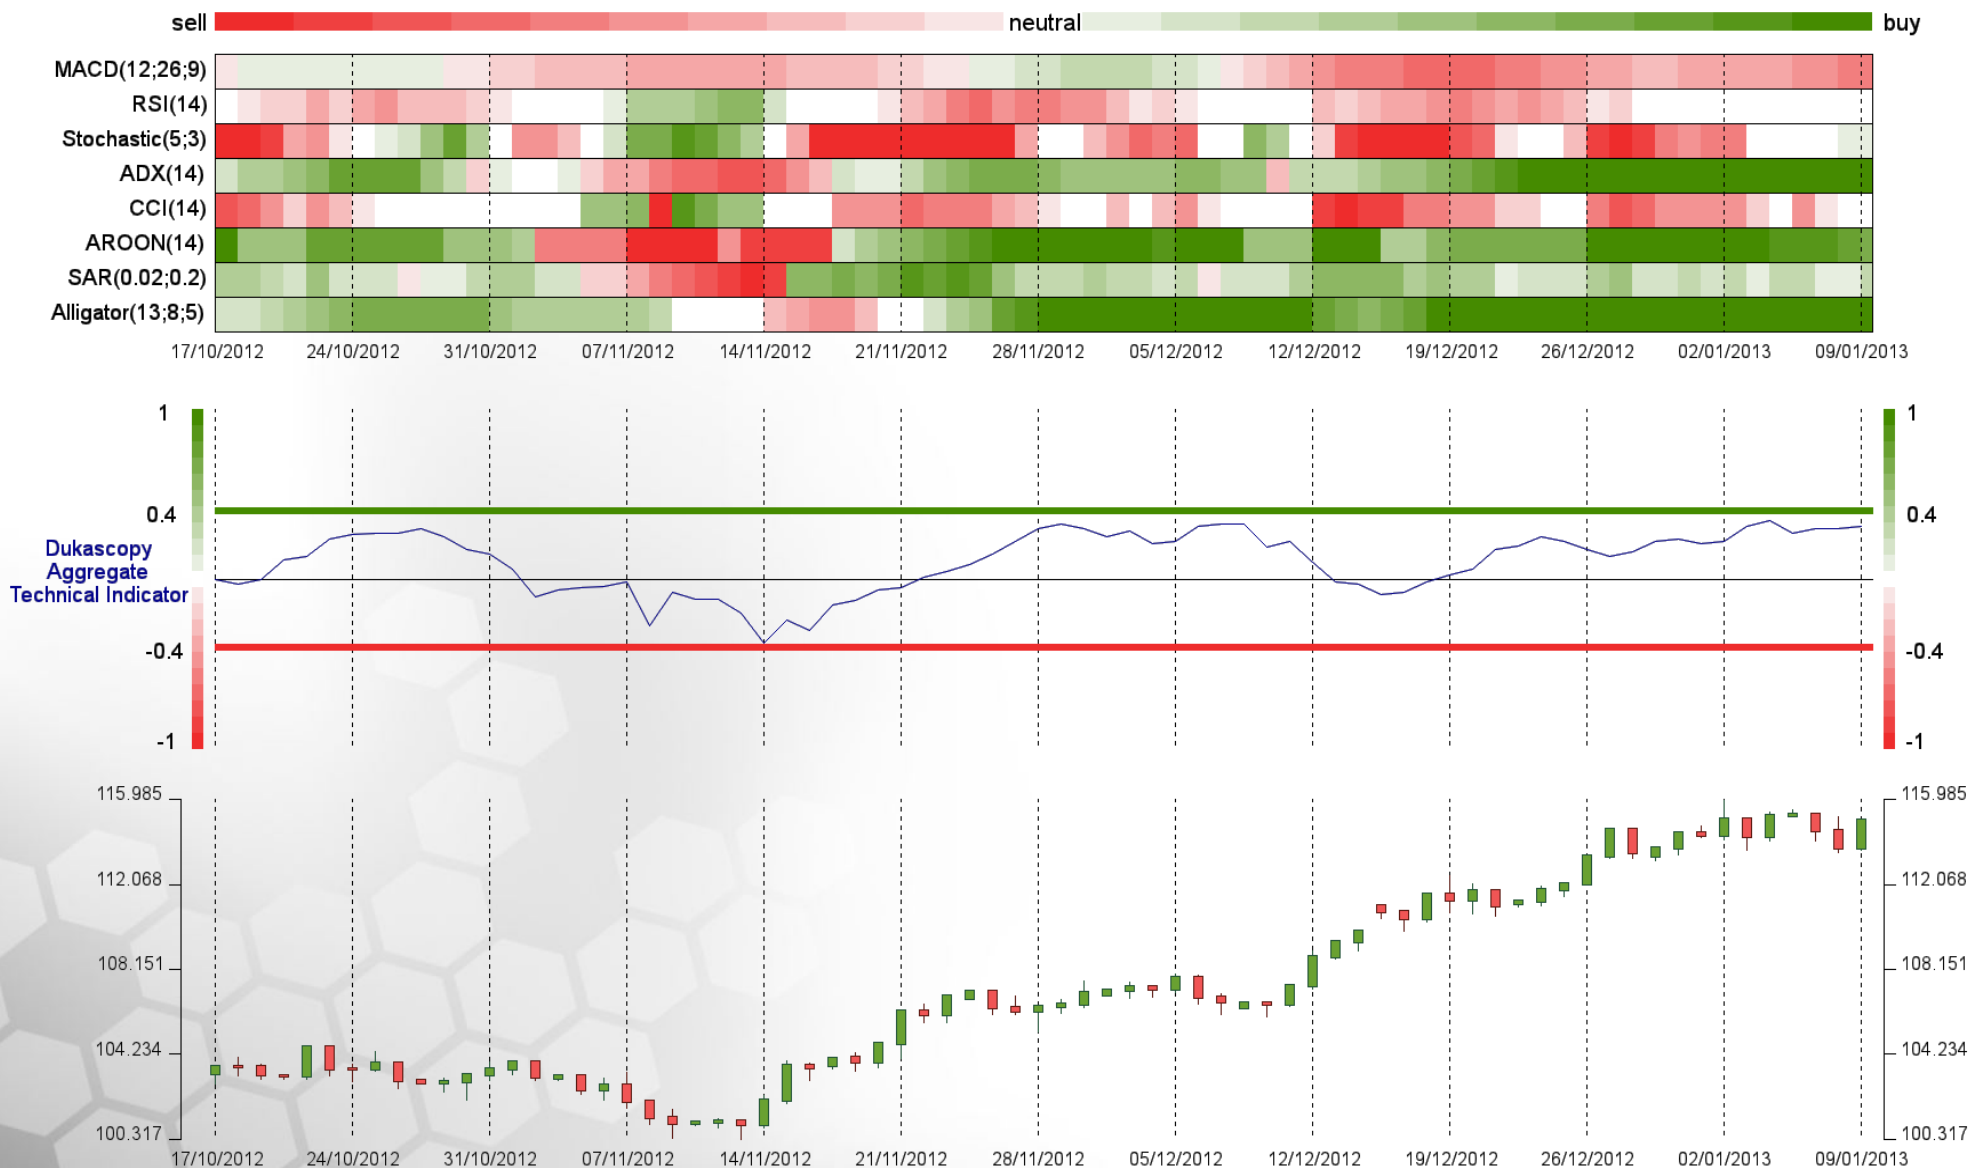 sell neutral buy
MACD(12;26;9)
RSI(14)
Stochastic(5;3)
ADX(14)
CCI(14)
AROON(14)
SAR(0.02;0.2)
Alligator(13;8;5)
17/10/2012 24/10/2012 31/10/2012 07/11/2012 14/11/2012 21/11/2012 28/11/2012 05/12/2012 12/12/2012 19/12/2012 26/12/2012 02/01/2013 09/01/2013
1 1
0.4 0.4
Dukascopy
Aggregate
Technical Indicator
-0.4 -0.4
-1 -1
115.985 115.985
112.068 112.068
108.151 108.151
104.234 104.234
100.317 100.317
17/10/2012 24/10/2012 31/10/2012 07/11/2012 14/11/2012 21/11/2012 28/11/2012 05/12/2012 12/12/2012 19/12/2012 26/12/2012 02/01/2013 09/01/2013